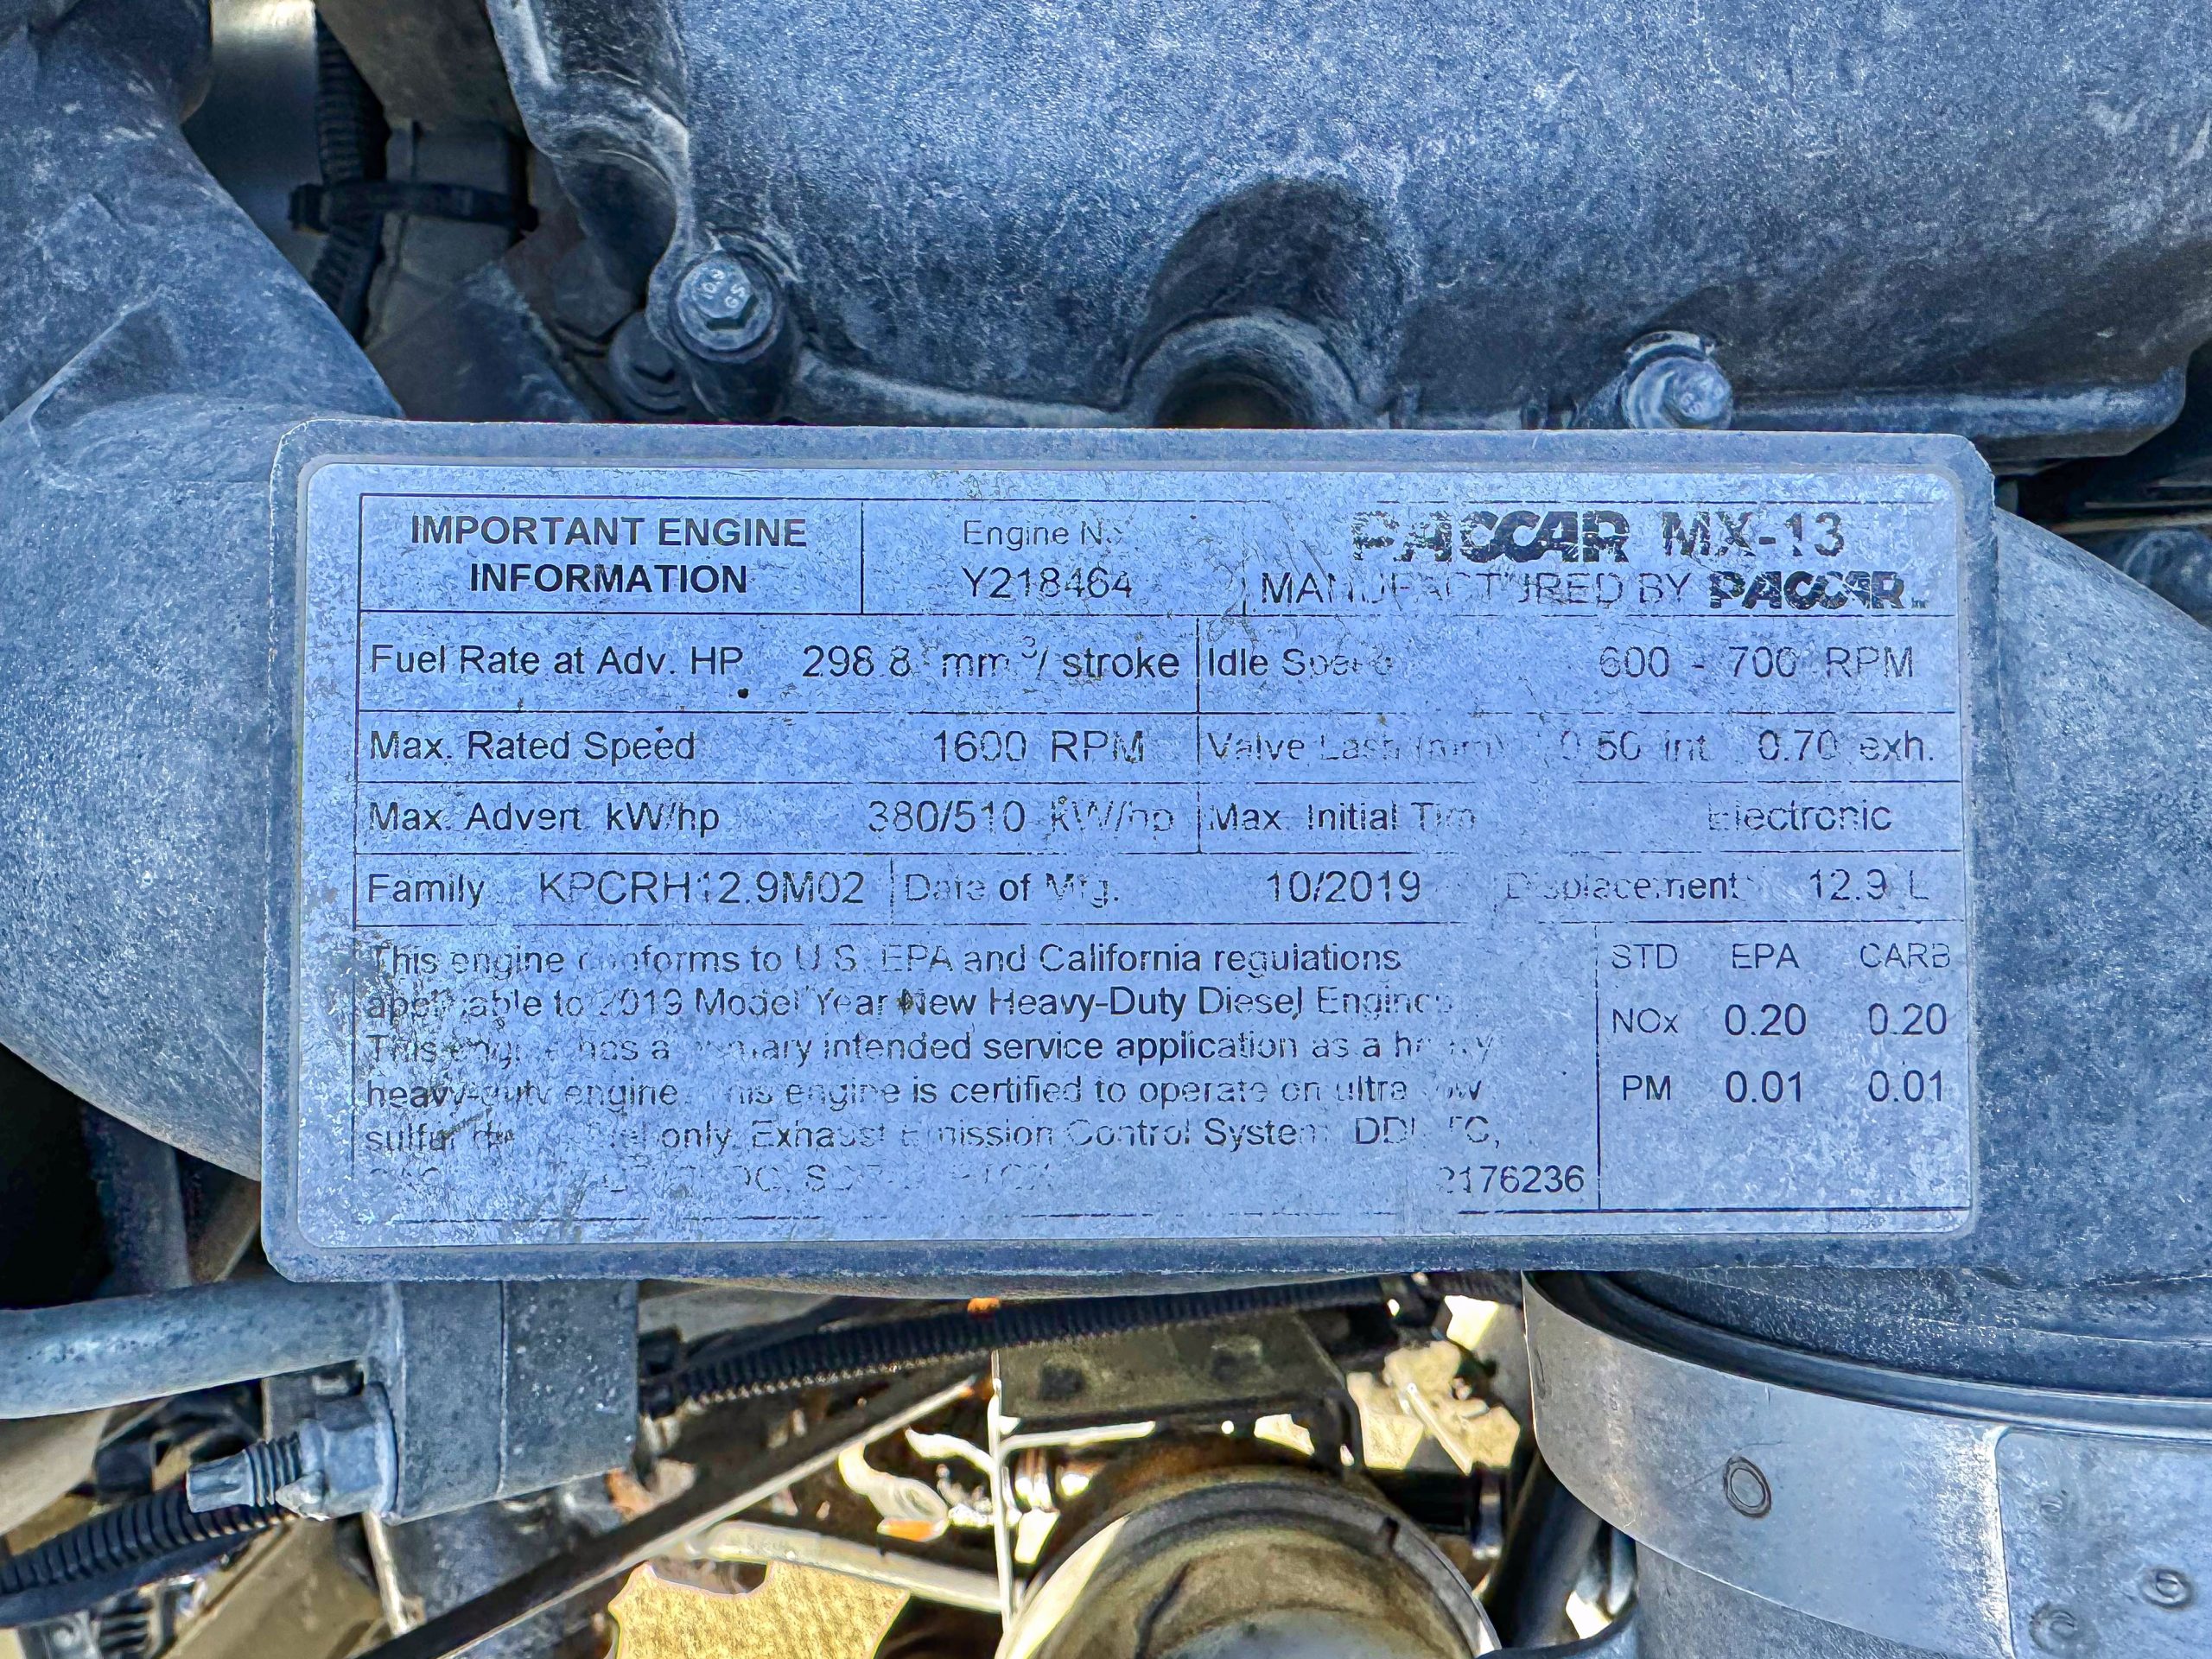 IMPORTANT ENGINE
INFORMATION
Engine
Y218464
PACCAR MX-13
MANUFACTURED BY PACCAR
Fuel Rate at Adv. HP 298.8 mm³/ stroke
Idle Speed 600 - 700 RPM
Max. Rated Speed 1600 RPM
Valve Lash (mm) 0.50 int. 0.70 exh.
Max. Advert. kW/hp 380/510 kW/hp
Max. Initial Electronic
Family KPCRH12.9M02
Date of Mfg. 10/2019
Displacement 12.9 L
This engine conforms to U.S. EPA and California regulations
applicable to 2019 Model Year New Heavy-Duty Diesel Engines
This engine has a primary intended service application as a heavy
heavy-duty engine. This engine is certified to operate on ultra low
sulfur only. Exhaust Emission Control System
2176236
STD EPA CARB
NOx 0.20 0.20
PM 0.01 0.01
10.9